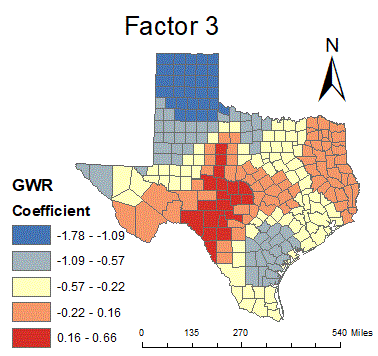 Factor 3
N
GWR
Coefficient
-1.78 - -1.09
-1.09 - -0.57
-0.57 - -0.22
-0.22 - 0.16
0.16 - 0.66
0 135 270 540 Miles